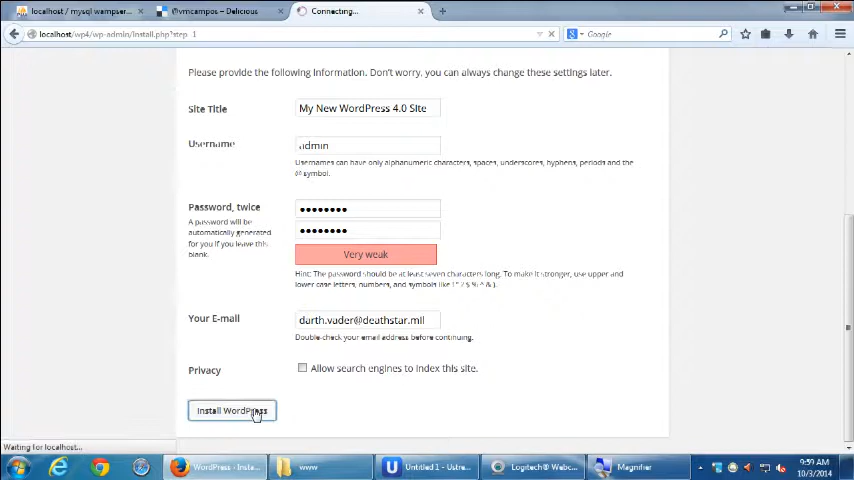 localhost / mysql wampser...
@vmcampos – Delicious
Connecting...
localhost/wp4/wp-admin/install.php?step=1
Google
Please provide the following information. Don't worry, you can always change these settings later.
Site Title
My New WordPress 4.0 Site
Username
admin
Usernames can have only alphanumeric characters, spaces, underscores, hyphens, periods and the
@ symbol.
Password, twice
A password will be
automatically generated
for you if you leave this
blank.
●●●●●●●●
●●●●●●●●
Very weak
Hint: The password should be at least seven characters long. To make it stronger, use upper and
lower case letters, numbers, and symbols like ! " ? $ % ^ & ).
Your E-mail
darth.vader@deathstar.mil
Double-check your email address before continuing.
Privacy
Allow search engines to index this site.
Install WordPress
Waiting for localhost...
WordPress › Insta...
www
Untitled 1 - Ustre...
Logitech® Webc...
Magnifier
9:59 AM
10/3/2014